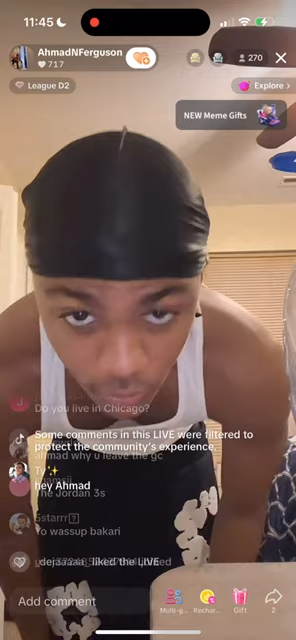 11:45
AhmadNFerguson
717
270
League D2
Explore >
NEW Meme Gifts
Do you live in Chicago?
Some comments in this LIVE were filtered to
protect the community's experience.
ahmad why u leave the gc
Ty✨
hey Ahmad
The Jordan 3s
5starrr
Yo wassup bakari
liked the LIVE
Add comment
Multi-g...
Rechar...
Gift
2